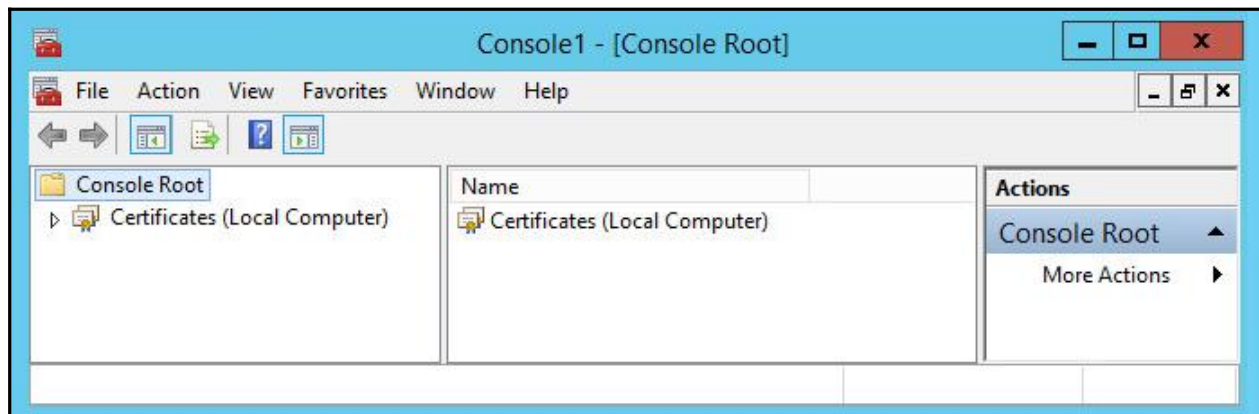 Console1 - [Console Root]
File Action View Favorites Window Help
Console Root
Certificates (Local Computer)
Name
Certificates (Local Computer)
Actions
Console Root
More Actions